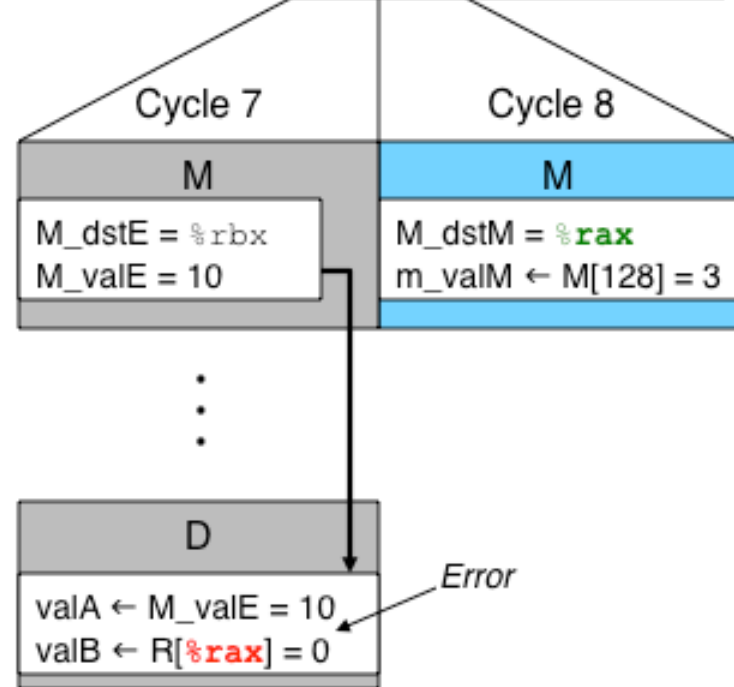 Cycle 7
Cycle 8
M
M
M_dstE = %rbx
M_valE = 10
M_dstM = %rax
m_valM ← M[128] = 3
D
Error
valA ← M_valE = 10
valB ← R[%rax] = 0